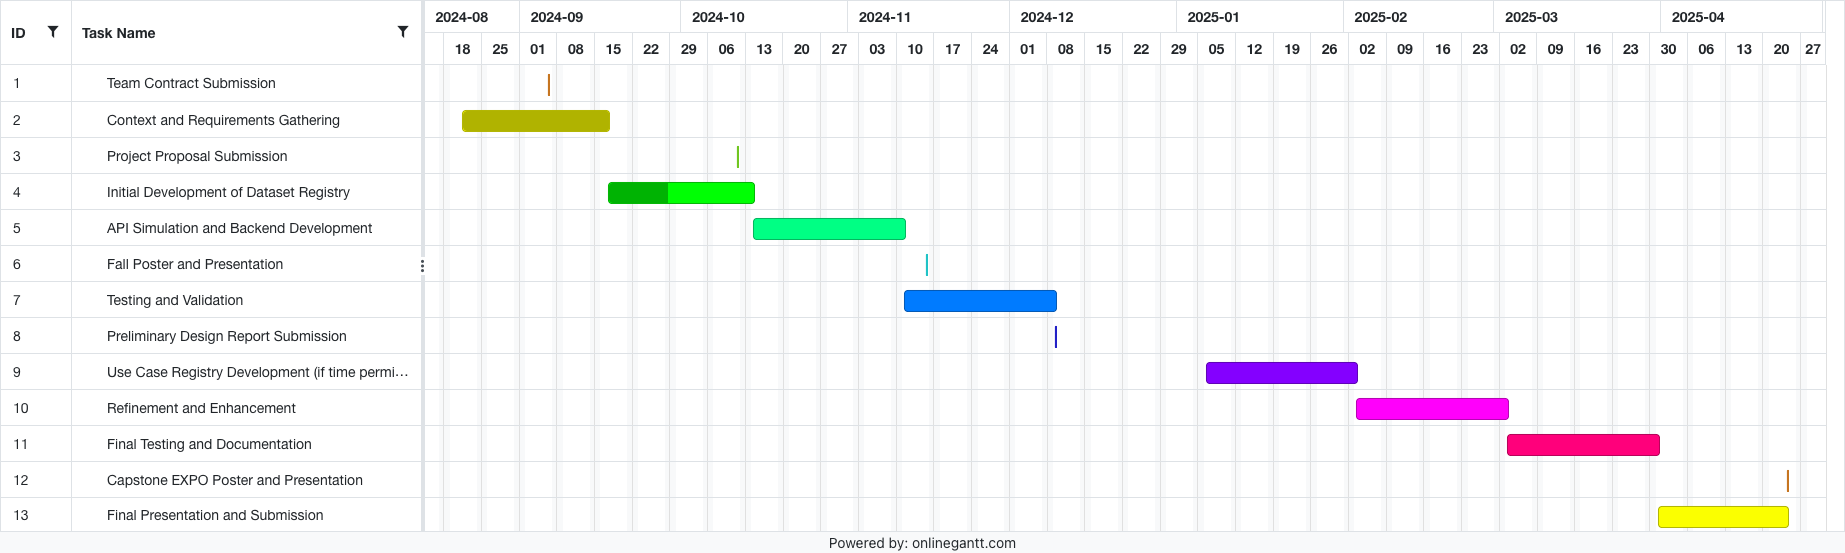 ID Task Name 2024-08 2024-09 2024-10 2024-11 2024-12 2025-01 2025-02 2025-03 2025-04
18 25 01 08 15 22 29 06 13 20 27 03 10 17 24 01 08 15 22 29 05 12 19 26 02 09 16 23 02 09 16 23 30 06 13 20 27
1 Team Contract Submission
2 Context and Requirements Gathering
3 Project Proposal Submission
4 Initial Development of Dataset Registry
5 API Simulation and Backend Development
6 Fall Poster and Presentation
7 Testing and Validation
8 Preliminary Design Report Submission
9 Use Case Registry Development (if time permi...
10 Refinement and Enhancement
11 Final Testing and Documentation
12 Capstone EXPO Poster and Presentation
13 Final Presentation and Submission
Powered by: onlinegantt.com